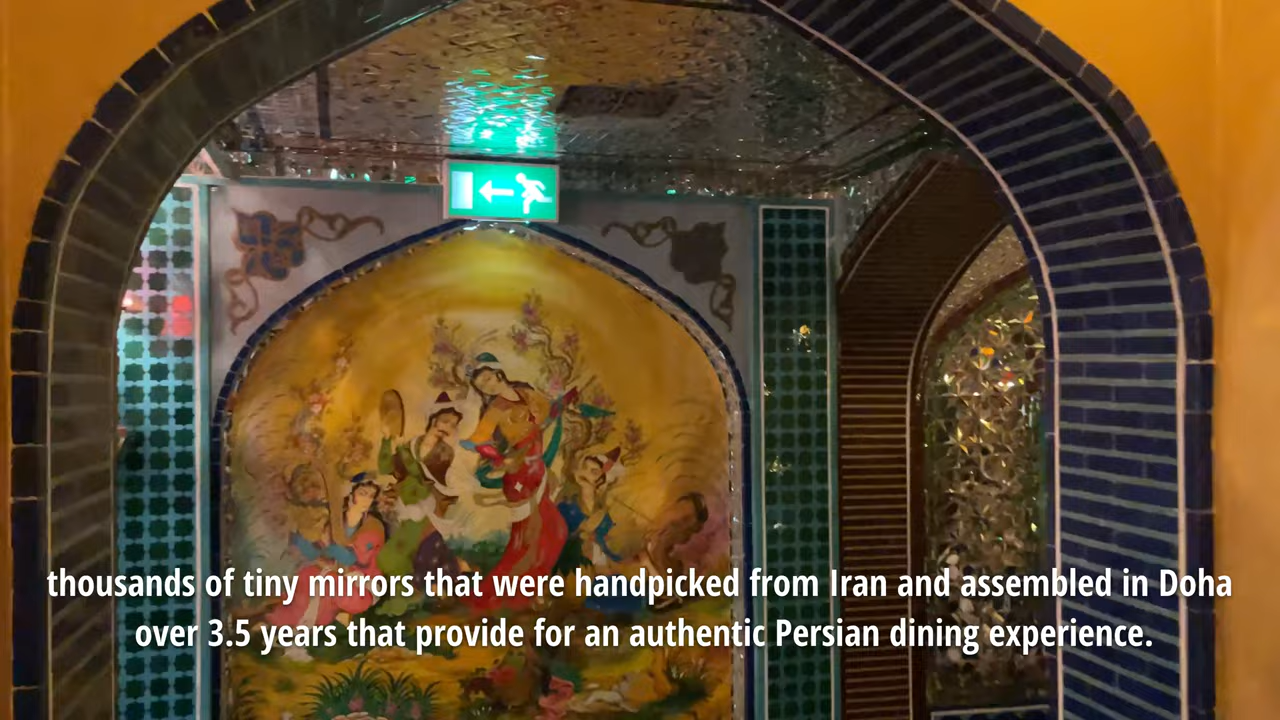 thousands of tiny mirrors that were handpicked from Iran and assembled in Doha
over 3.5 years that provide for an authentic Persian dining experience.